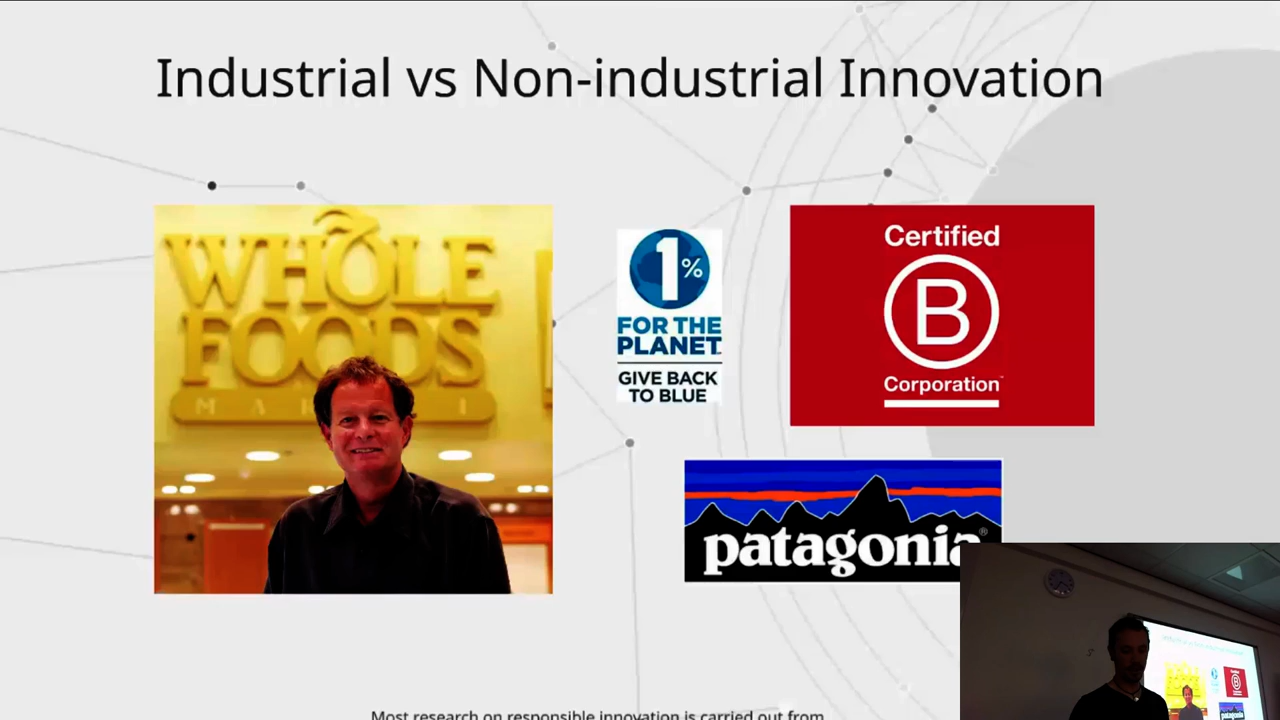 Industrial vs Non-industrial Innovation
WHOLE
FOODS
1%
FOR THE
PLANET
GIVE BACK
TO BLUE
Certified
B
Corporation
patagonia
Most research on responsible innovation is carried out from